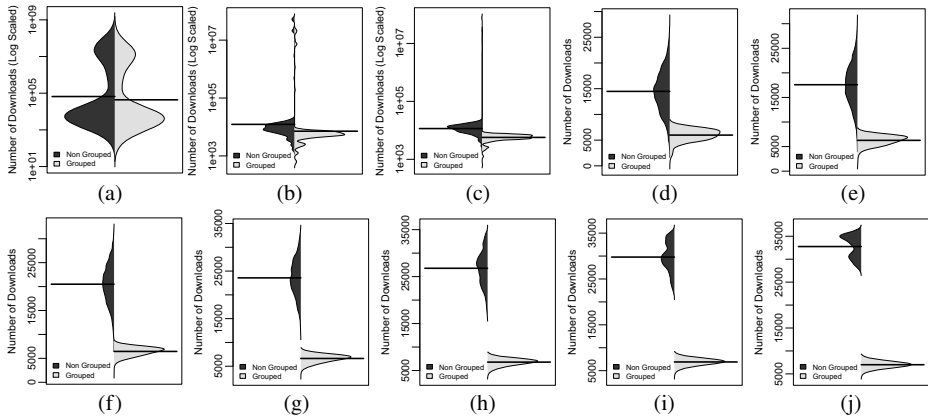 Number of Downloads (Log Scaled)
1e+01 1e+05 1e+09
Non Grouped
Grouped
(a)
Number of Downloads (Log Scaled)
1e+03 1e+05 1e+07
Non Grouped
Grouped
(b)
Number of Downloads (Log Scaled)
1e+03 1e+05 1e+07
Non Grouped
Grouped
(c)
Number of Downloads
0 5000 15000 25000
Non Grouped
Grouped
(d)
Number of Downloads
0 5000 15000 25000
Non Grouped
Grouped
(e)
Number of Downloads
0 5000 15000 25000
Non Grouped
Grouped
(f)
Number of Downloads
5000 15000 25000 35000
Non Grouped
Grouped
(g)
Number of Downloads
5000 15000 25000 35000
Non Grouped
Grouped
(h)
Number of Downloads
5000 15000 25000 35000
Non Grouped
Grouped
(i)
Number of Downloads
5000 15000 25000 35000
Non Grouped
Grouped
(j)